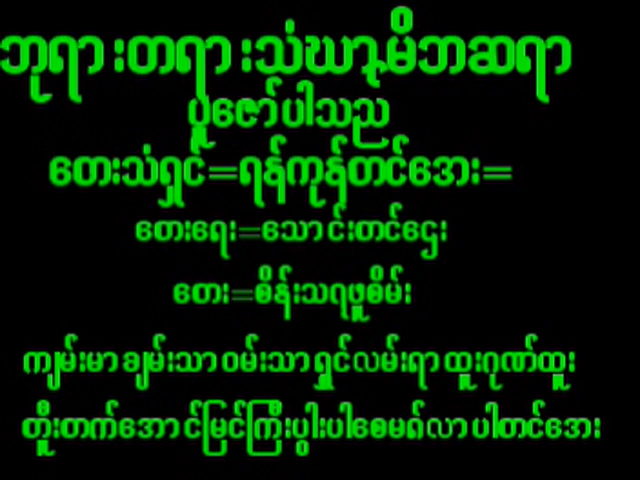 ဘုရားတရားသံဃာ့မိဘဆရာ
ပူဇော်ပါသည
တေးသံရှင်=ရန်ကုန်တင်အေး=
တေးရေး=သောင်းတင်ဌေး
တေး=စိန်းသရဖူစိမ်း
ကျမ်းမာချမ်းသာဝမ်းသာရွှင်လမ်းရာထူးဂုဏ်ထူး
တိူးတက်အောင်မြင်ကြီးပွါးပါစေမရ်လာပါတင်အေး